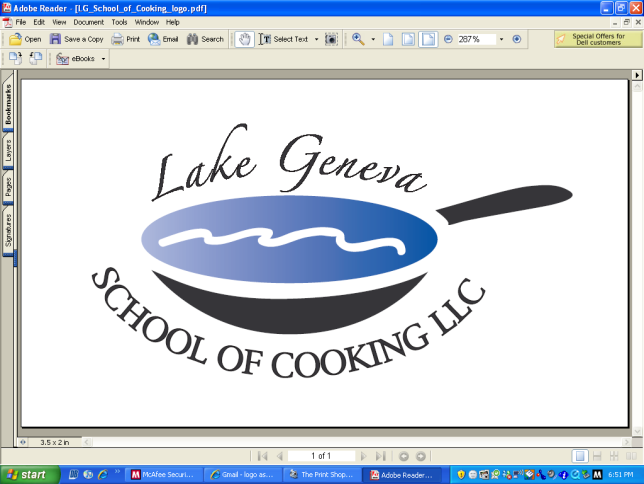 Adobe Reader - [LG_School_of_Cooking_logo.pdf]
File Edit View Document Tools Window Help
Open Save a Copy Print Email Search Select Text 287% Special Offers for
Dell customers
eBooks
Bookmarks
Layers
Pages
Signatures
Lake Geneva
SCHOOL OF COOKING LLC
3.5 x 2 in
1 of 1
start McAfee Securi... Gmail - logo as... The Print Shop... Adobe Reader... 6:51 PM